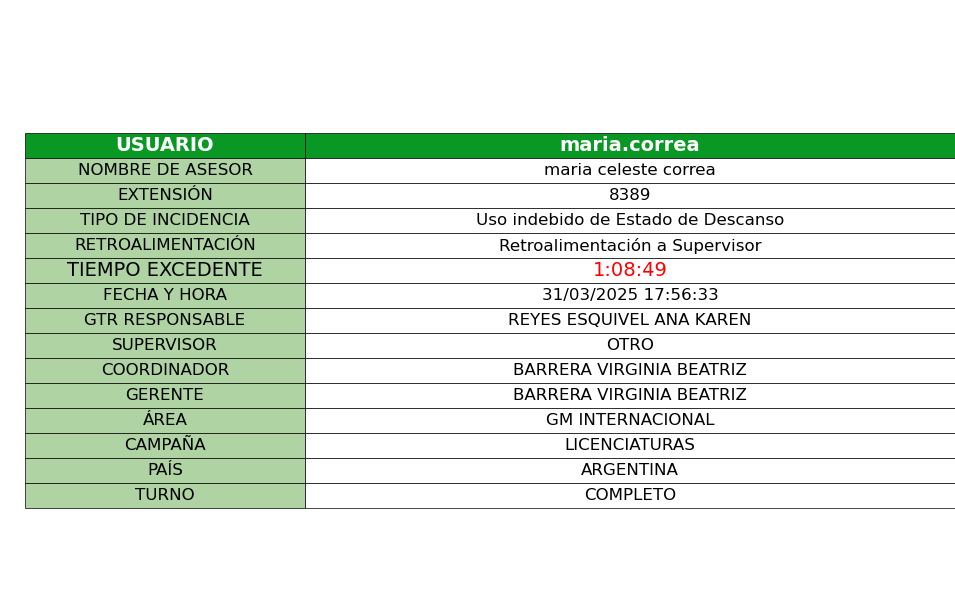 USUARIO maria.correa
NOMBRE DE ASESOR maria celeste correa
EXTENSIÓN 8389
TIPO DE INCIDENCIA Uso indebido de Estado de Descanso
RETROALIMENTACIÓN Retroalimentación a Supervisor
TIEMPO EXCEDENTE 1:08:49
FECHA Y HORA 31/03/2025 17:56:33
GTR RESPONSABLE REYES ESQUIVEL ANA KAREN
SUPERVISOR OTRO
COORDINADOR BARRERA VIRGINIA BEATRIZ
GERENTE BARRERA VIRGINIA BEATRIZ
ÁREA GM INTERNACIONAL
CAMPAÑA LICENCIATURAS
PAÍS ARGENTINA
TURNO COMPLETO